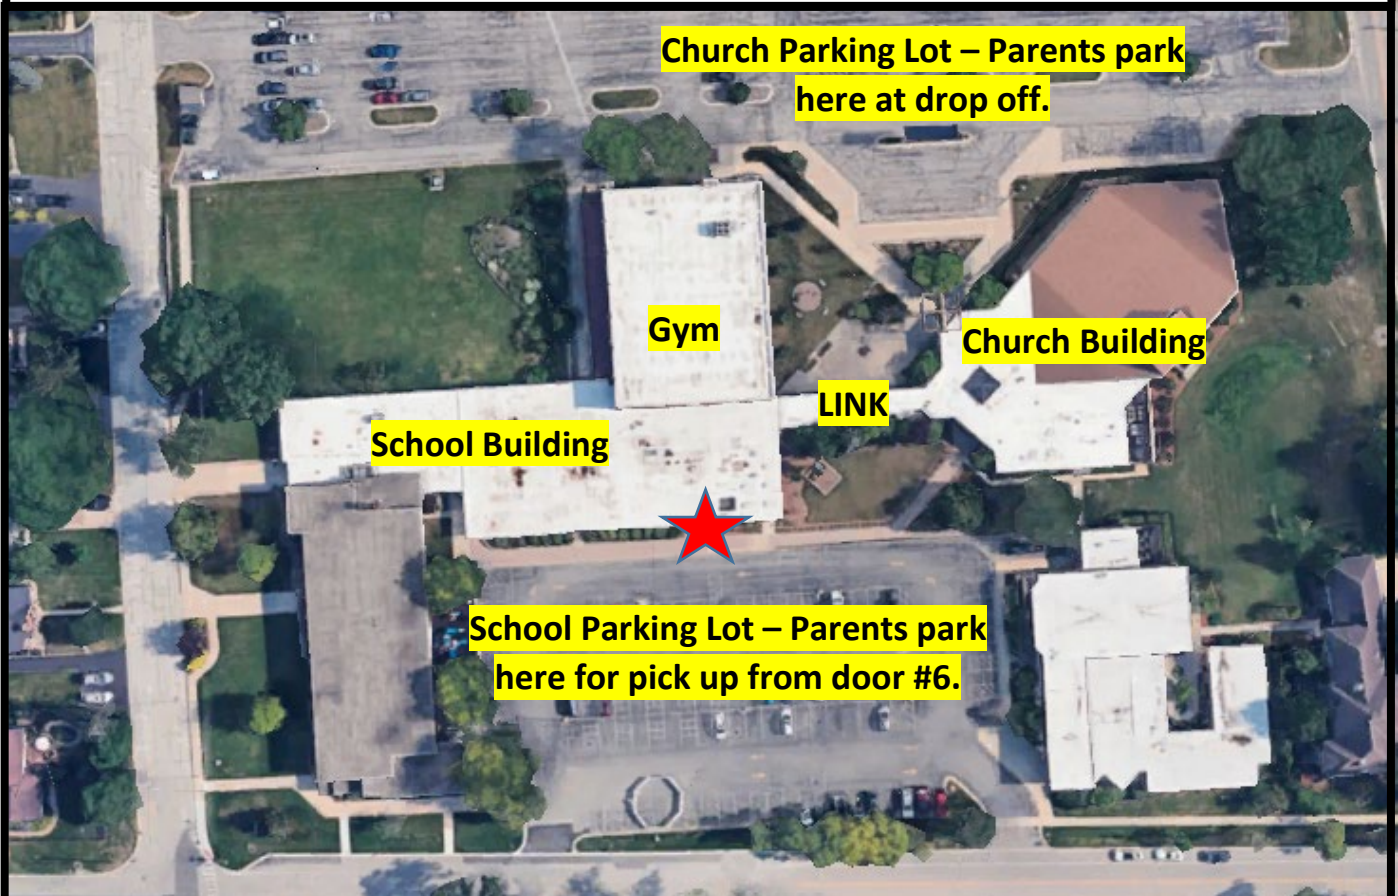 Church Parking Lot – Parents park
here at drop off.
Gym
Church Building
LINK
School Building
School Parking Lot – Parents park
here for pick up from door #6.